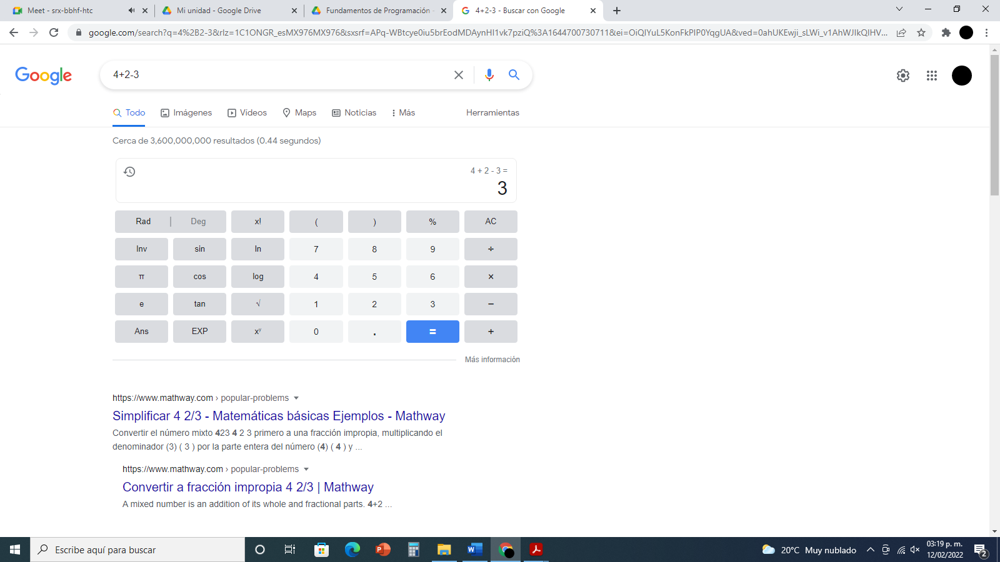 Meet - srx-bbhf-htc
Mi unidad - Google Drive
Fundamentos de Programación -
4+2-3 - Buscar con Google
google.com/search?q=4%2B2-3&rlz=1C1ONGR_esMX976MX976&sxsrf=APq-WBtcye0iu5brEodMDAynHI1vk7pziQ%3A1644700730711&ei=OiQIYuL5KonFkPIP0YqgUA&ved=0ahUKEwji_sLWi_v1AhWJIkQIHV...
Google
4+2-3
Todo
Imágenes
Vídeos
Maps
Noticias
Más
Herramientas
Cerca de 3,600,000,000 resultados (0.44 segundos)
4 + 2 - 3 =
3
Rad | Deg x! ( ) % AC
Inv sin ln 7 8 9 ÷
π cos log 4 5 6 ×
e tan √ 1 2 3 −
Ans EXP xʸ 0 . = +
Más información
https://www.mathway.com › popular-problems
Simplificar 4 2/3 - Matemáticas básicas Ejemplos - Mathway
Convertir el número mixto 423 4 2 3 primero a una fracción impropia, multiplicando el
denominador (3) ( 3 ) por la parte entera del número (4) ( 4 ) y ...
https://www.mathway.com › popular-problems
Convertir a fracción impropia 4 2/3 | Mathway
A mixed number is an addition of its whole and fractional parts. 4+2 ...
Escribe aquí para buscar
20°C Muy nublado
03:19 p. m.
12/02/2022
2